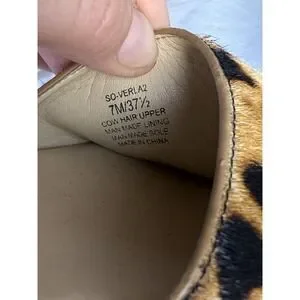 SO-VERLA2
7M/37½
COW HAIR UPPER
MAN MADE LINING
MAN MADE SOLE
MADE IN CHINA